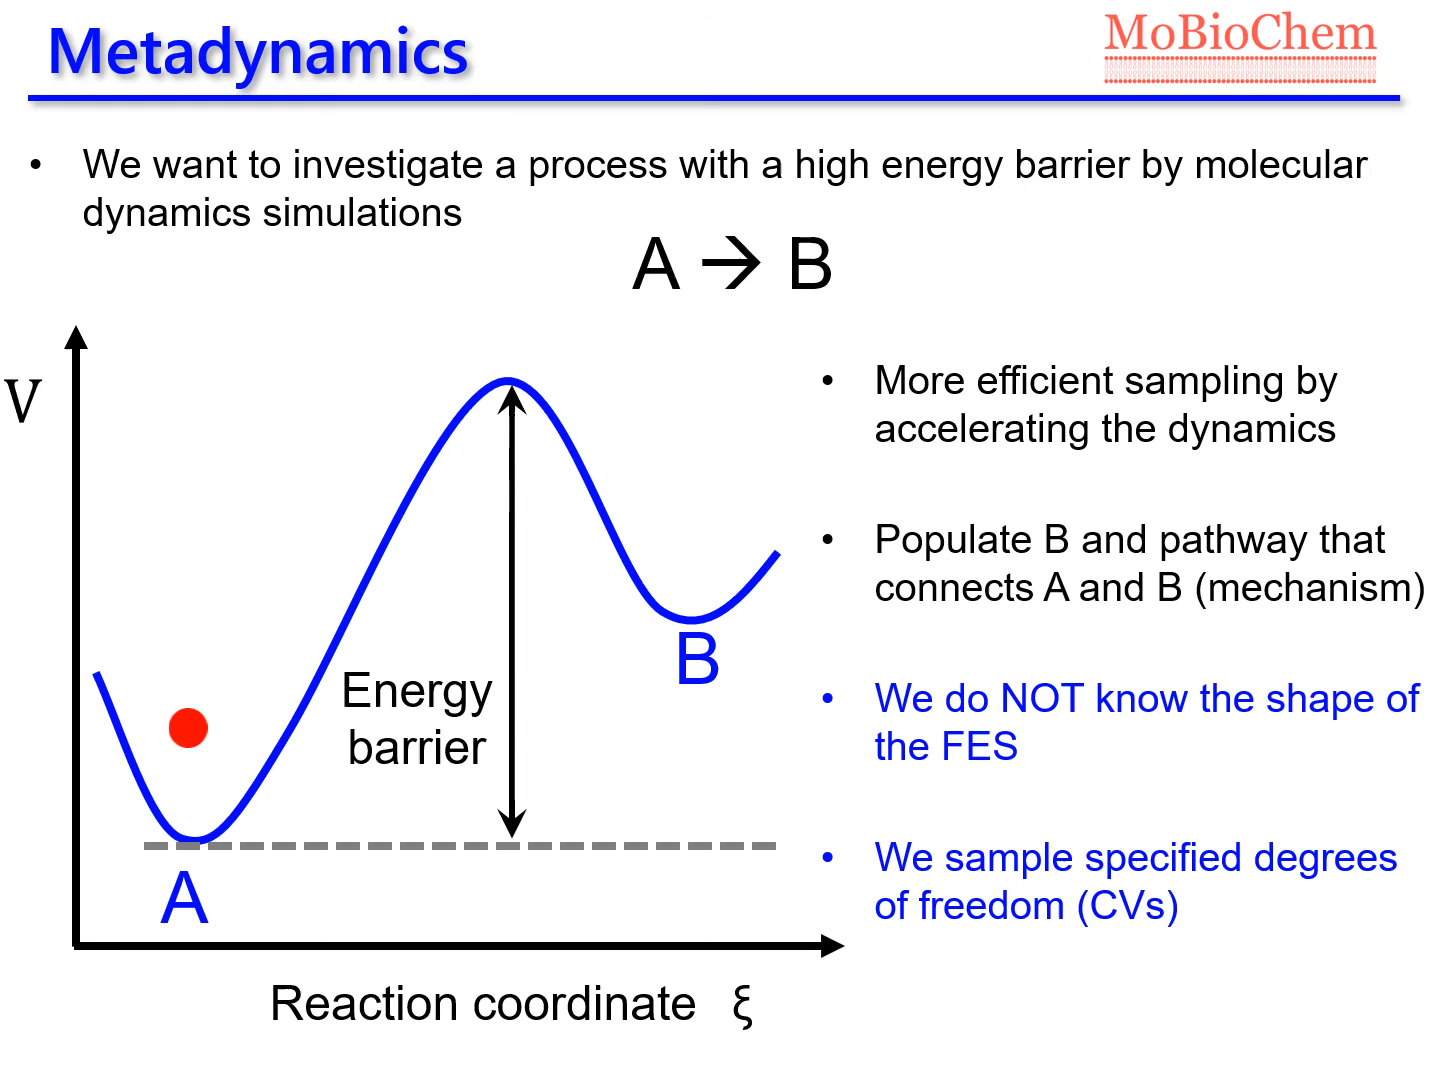 Metadynamics
MoBioChem
• We want to investigate a process with a high energy barrier by molecular
dynamics simulations
A → B
V
• More efficient sampling by
accelerating the dynamics
• Populate B and pathway that
connects A and B (mechanism)
B
Energy
barrier
• We do NOT know the shape of
the FES
• We sample specified degrees
of freedom (CVs)
A
Reaction coordinate ξ